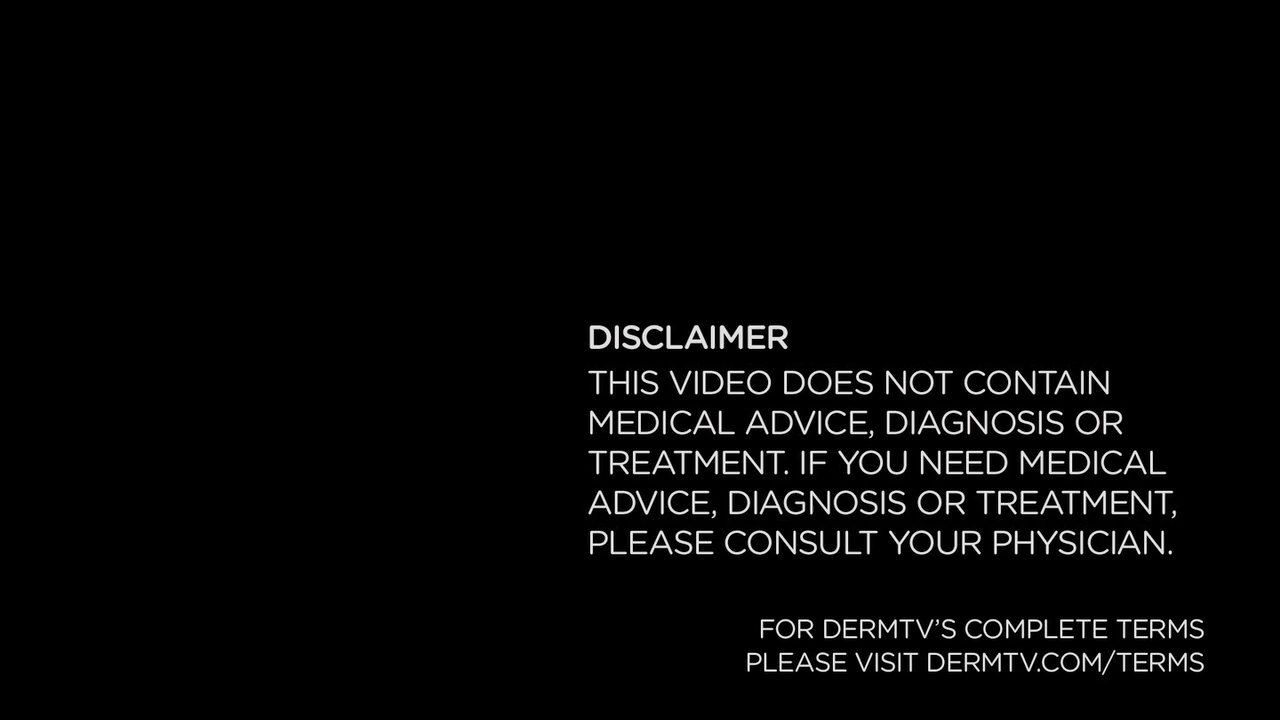 DISCLAIMER
THIS VIDEO DOES NOT CONTAIN
MEDICAL ADVICE, DIAGNOSIS OR
TREATMENT. IF YOU NEED MEDICAL
ADVICE, DIAGNOSIS OR TREATMENT,
PLEASE CONSULT YOUR PHYSICIAN.
FOR DERMTV’S COMPLETE TERMS
PLEASE VISIT DERMTV.COM/TERMS